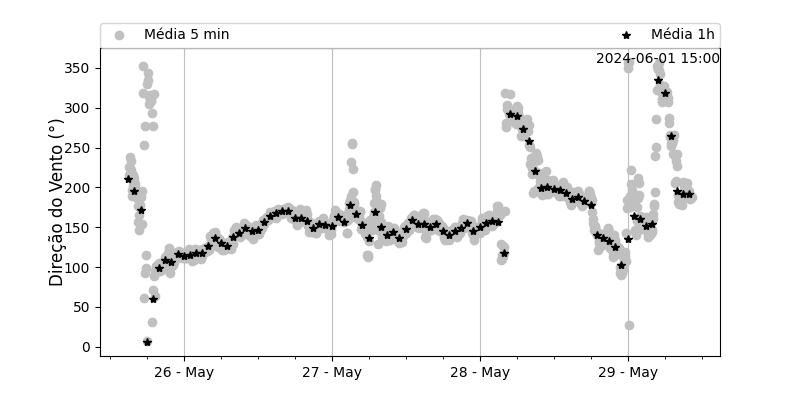 Média 5 min
Média 1h
2024-06-01 15:00
Direção do Vento (°)
350
300
250
200
150
100
50
0
26 - May
27 - May
28 - May
29 - May